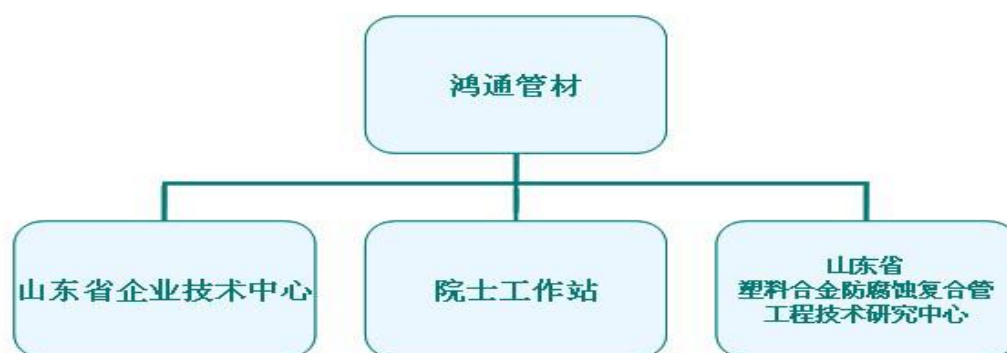 鸿通管材
山东省企业技术中心
院士工作站
山东省
塑料合金防腐蚀复合管
工程技术研究中心